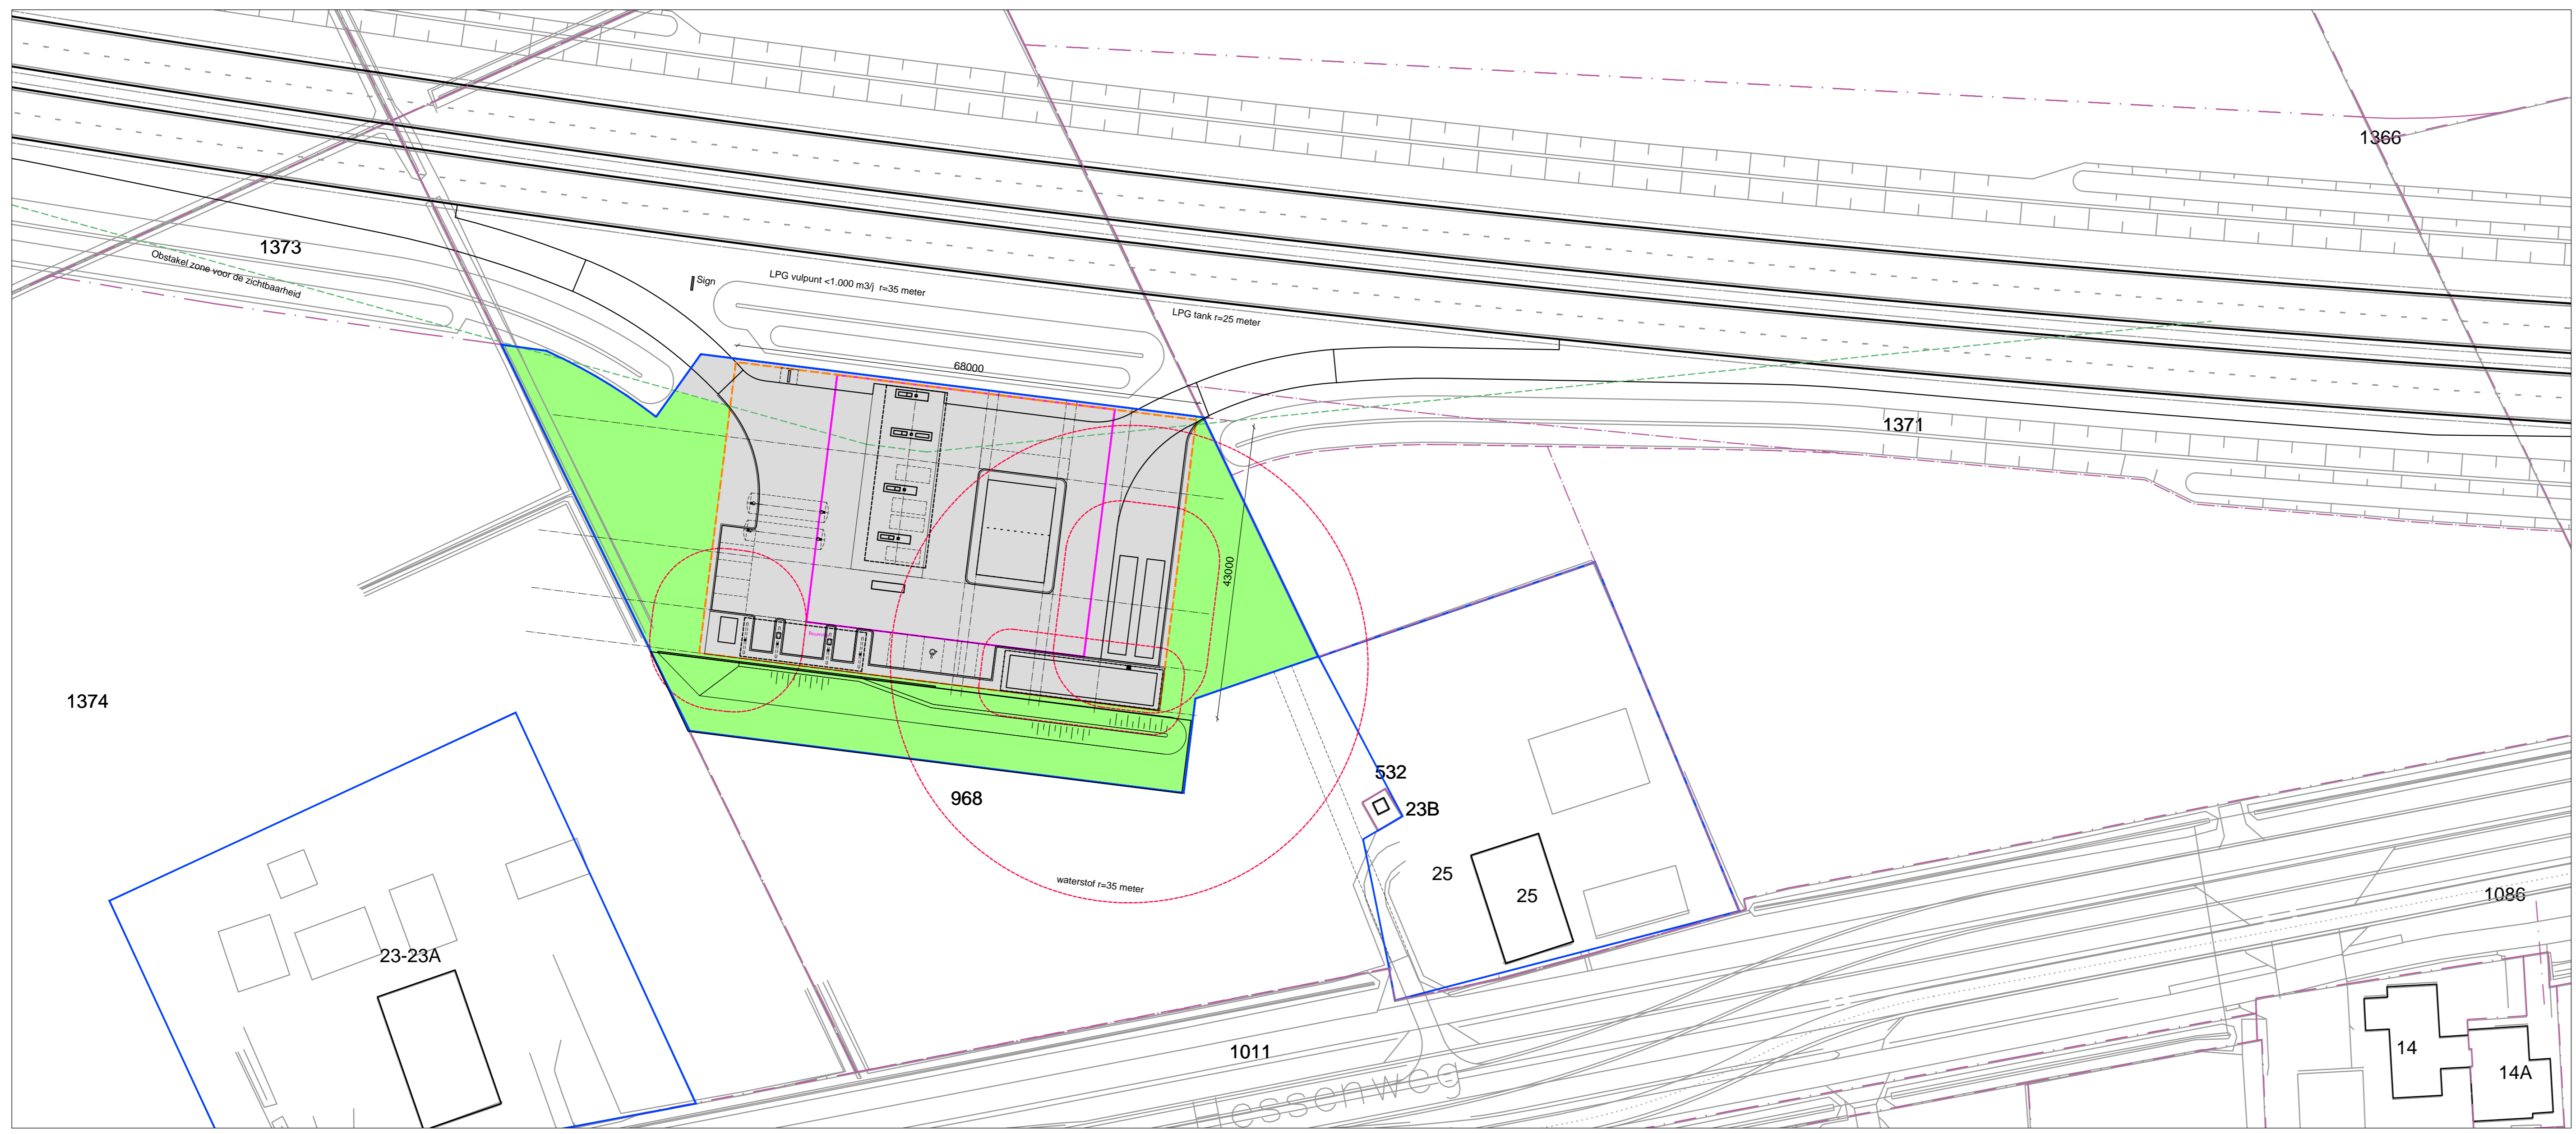 1366
1373
Obstakel zone voor de zichtbaarheid
Sign
LPG vulpunt <1.000 m3/j r=35 meter
LPG tank r=25 meter
68000
1371
43000
1374
532
968
23B
waterstof r=35 meter
25
25
1086
23-23A
1011
Hessenweg
14
14A